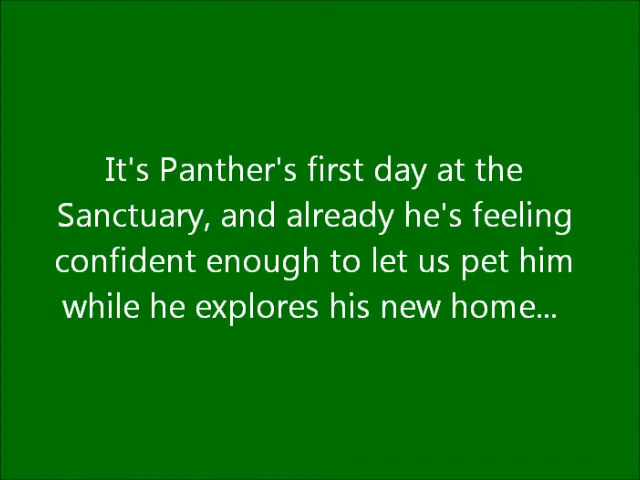 It's Panther's first day at the
Sanctuary, and already he's feeling
confident enough to let us pet him
while he explores his new home...